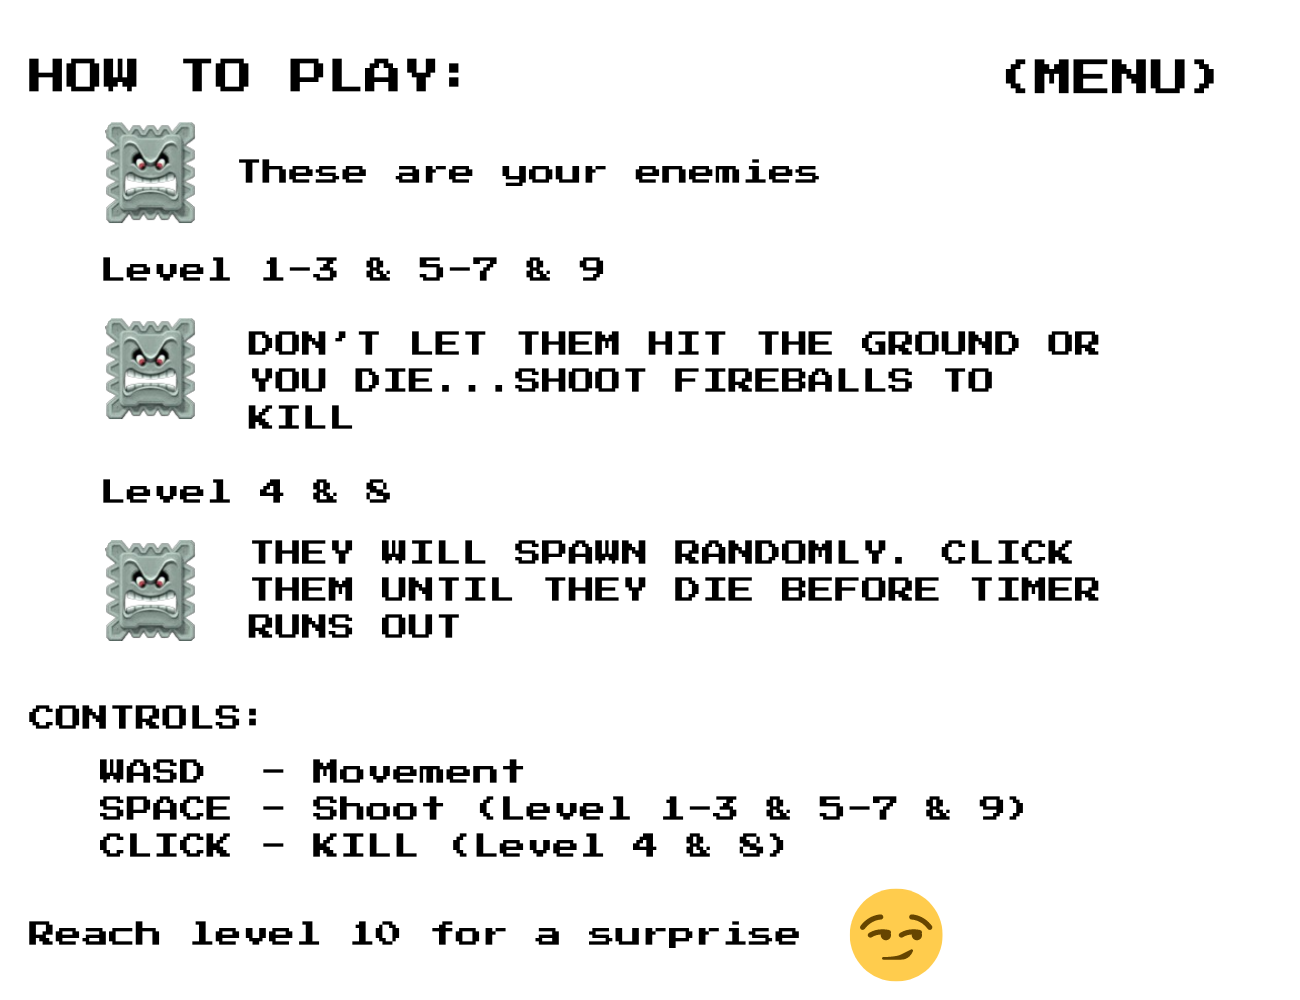 HOW TO PLAY:
(MENU)
These are your enemies
Level 1-3 & 5-7 & 9
DON'T LET THEM HIT THE GROUND OR
YOU DIE...SHOOT FIREBALLS TO
KILL
Level 4 & 8
THEY WILL SPAWN RANDOMLY. CLICK
THEM UNTIL THEY DIE BEFORE TIMER
RUNS OUT
CONTROLS:
WASD - Movement
SPACE - Shoot (Level 1-3 & 5-7 & 9)
CLICK - KILL (Level 4 & 8)
Reach level 10 for a surprise